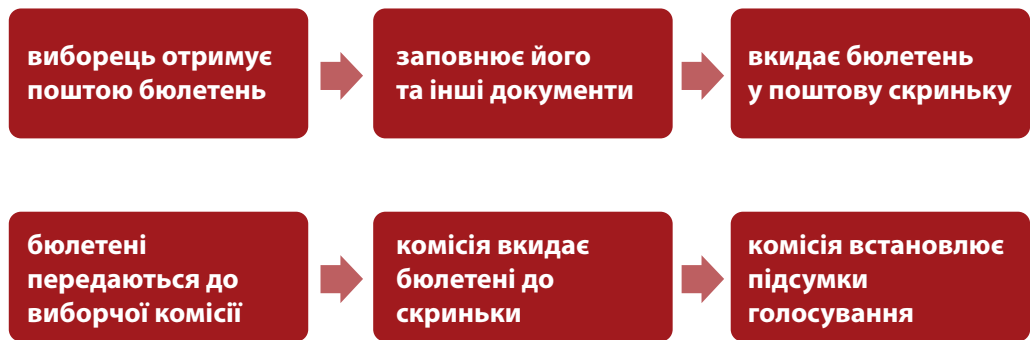 виборець отримує
поштою бюлетень
заповнює його
та інші документи
вкидає бюлетень
у поштову скриньку
бюлетені
передаються до
виборчої комісії
комісія вкидає
бюлетені до
скриньки
комісія встановлює
підсумки
голосування